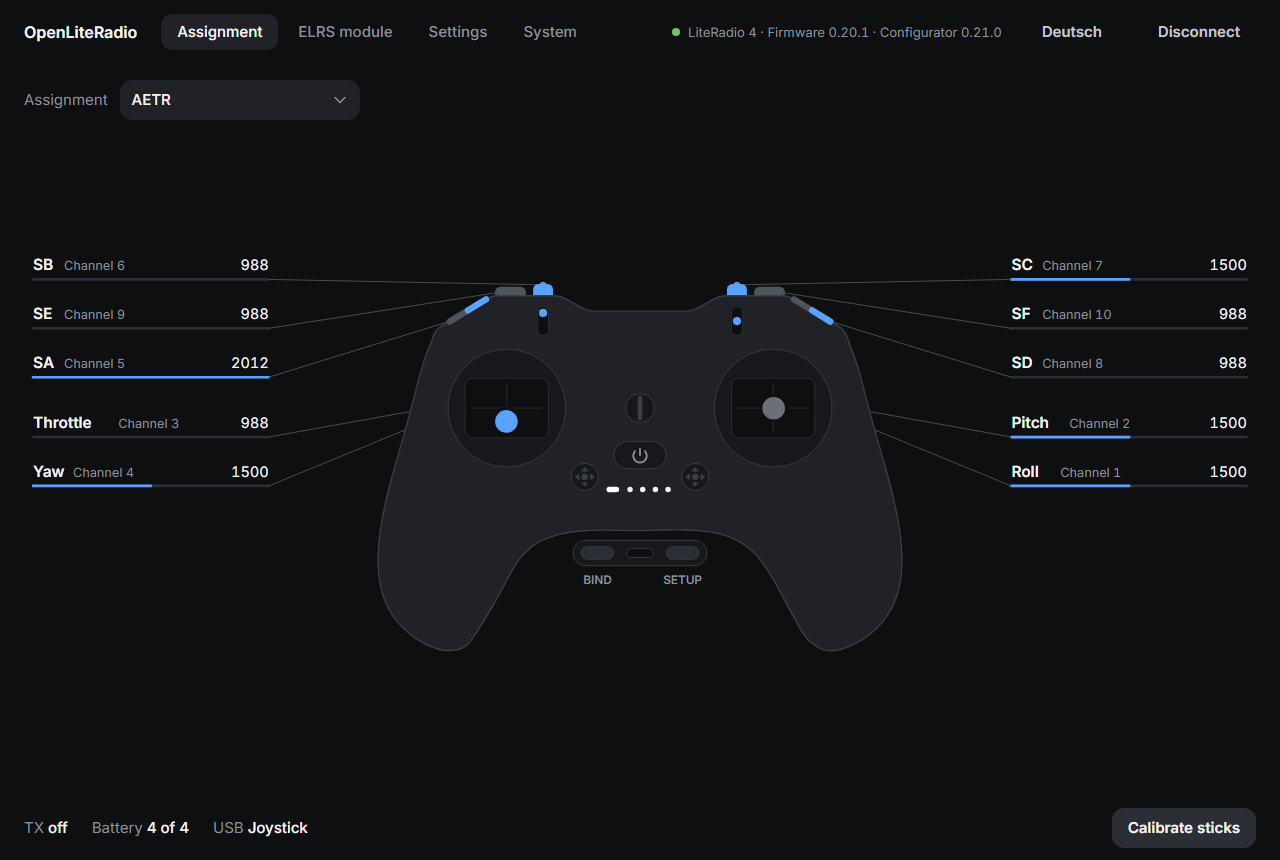 OpenLiteRadio Assignment ELRS module Settings System LiteRadio 4 · Firmware 0.20.1 · Configurator 0.21.0 Deutsch Disconnect
Assignment AETR
SB Channel 6 988
SE Channel 9 988
SA Channel 5 2012
Throttle Channel 3 988
Yaw Channel 4 1500
SC Channel 7 1500
SF Channel 10 988
SD Channel 8 988
Pitch Channel 2 1500
Roll Channel 1 1500
BIND SETUP
TX off Battery 4 of 4 USB Joystick Calibrate sticks